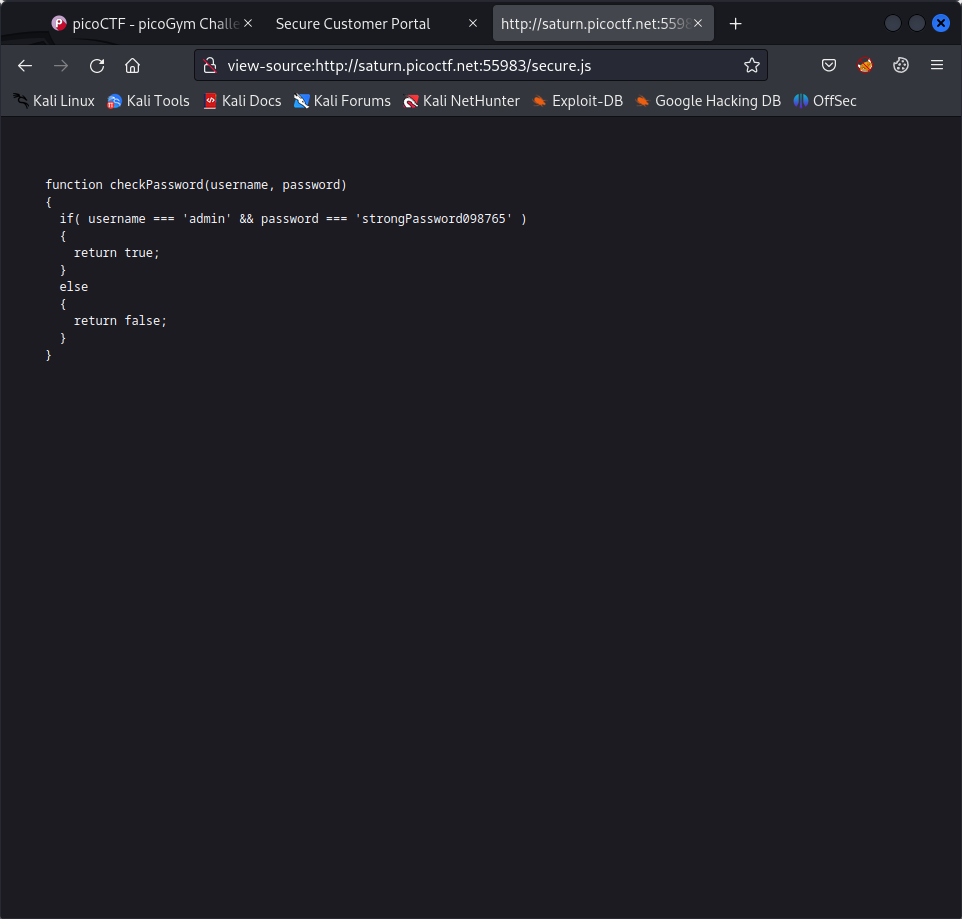 picoCTF - picoGym Challe
Secure Customer Portal
http://saturn.picoctf.net:5598
view-source:http://saturn.picoctf.net:55983/secure.js
Kali Linux Kali Tools Kali Docs Kali Forums Kali NetHunter Exploit-DB Google Hacking DB OffSec
function checkPassword(username, password)
{
  if( username === 'admin' && password === 'strongPassword098765' )
  {
    return true;
  }
  else
  {
    return false;
  }
}